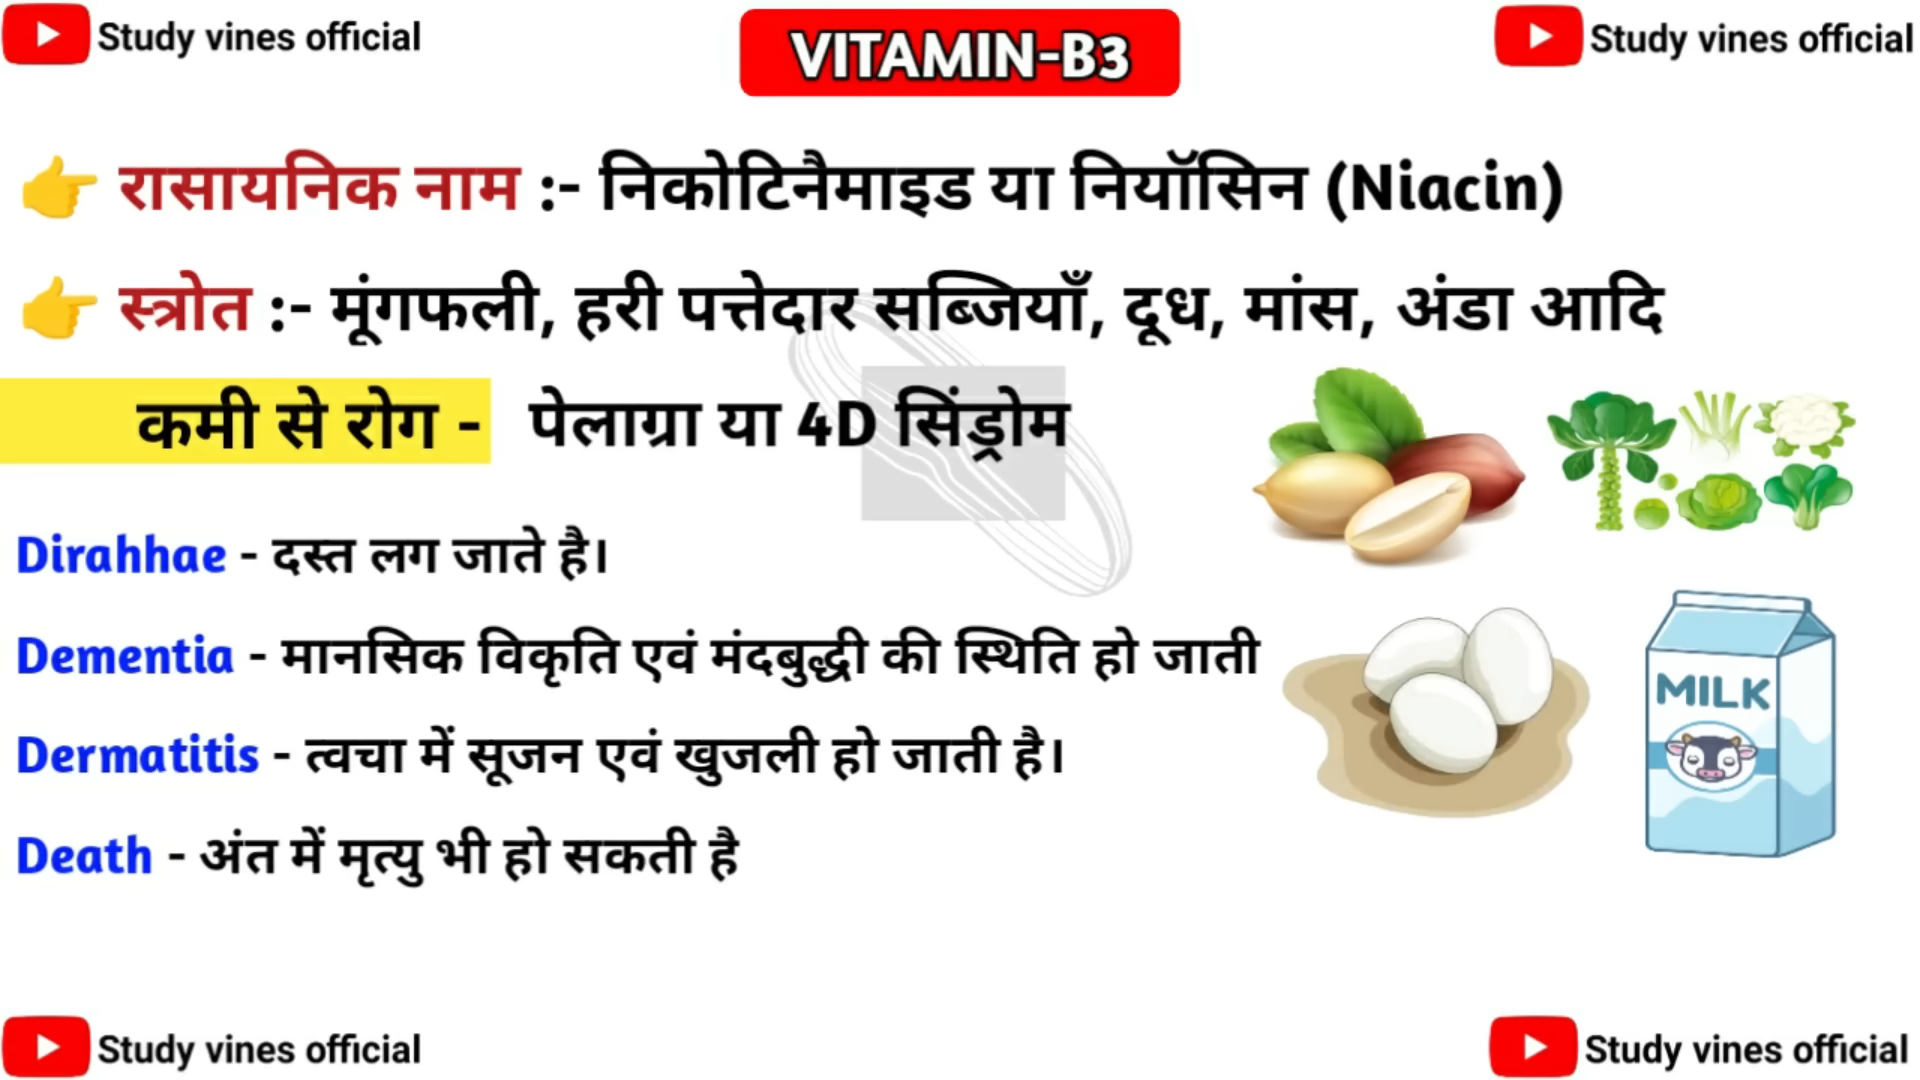 Study vines official
VITAMIN-B3
Study vines official
👉 रासायनिक नाम :- निकोटिनैमाइड या नियॉसिन (Niacin)
👉 स्त्रोत :- मूंगफली, हरी पत्तेदार सब्जियाँ, दूध, मांस, अंडा आदि
कमी से रोग - पेलाग्रा या 4D सिंड्रोम
Dirahhae - दस्त लग जाते है।
Dementia - मानसिक विकृति एवं मंदबुद्धी की स्थिति हो जाती
Dermatitis - त्वचा में सूजन एवं खुजली हो जाती है।
Death - अंत में मृत्यु भी हो सकती है
MILK
Study vines official
Study vines official